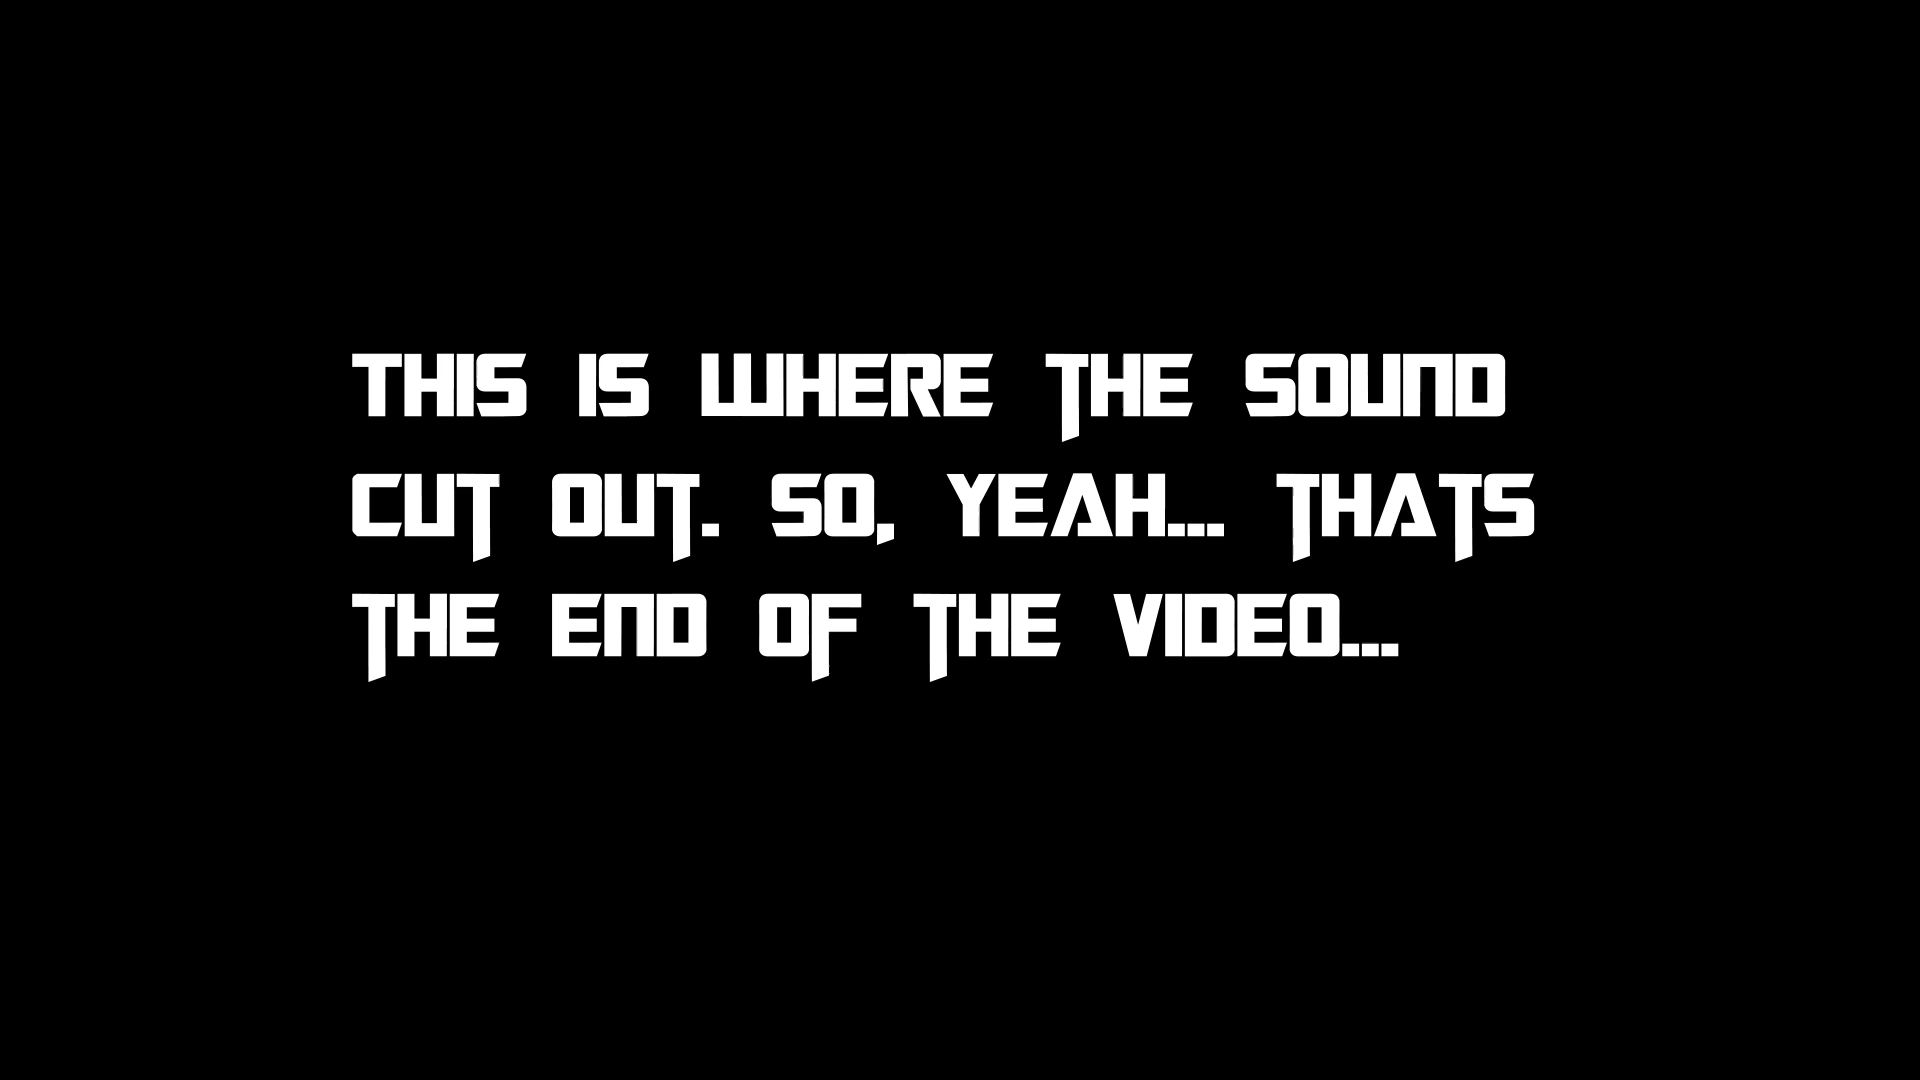 THIS IS WHERE THE SOUND
CUT OUT. SO, YEAH... THATS
THE END OF THE VIDEO...